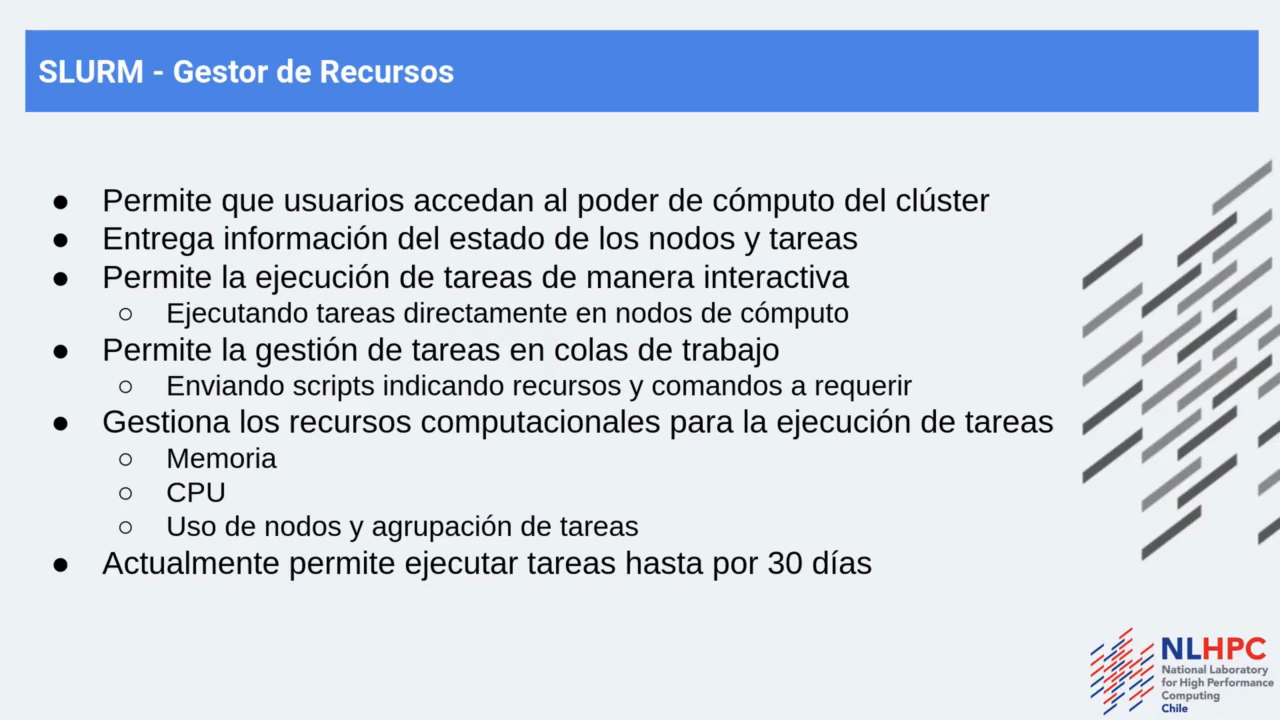 SLURM - Gestor de Recursos
● Permite que usuarios accedan al poder de cómputo del clúster
● Entrega información del estado de los nodos y tareas
● Permite la ejecución de tareas de manera interactiva
○ Ejecutando tareas directamente en nodos de cómputo
● Permite la gestión de tareas en colas de trabajo
○ Enviando scripts indicando recursos y comandos a requerir
● Gestiona los recursos computacionales para la ejecución de tareas
○ Memoria
○ CPU
○ Uso de nodos y agrupación de tareas
● Actualmente permite ejecutar tareas hasta por 30 días
NLHPC
National Laboratory
for High Performance
Computing
Chile